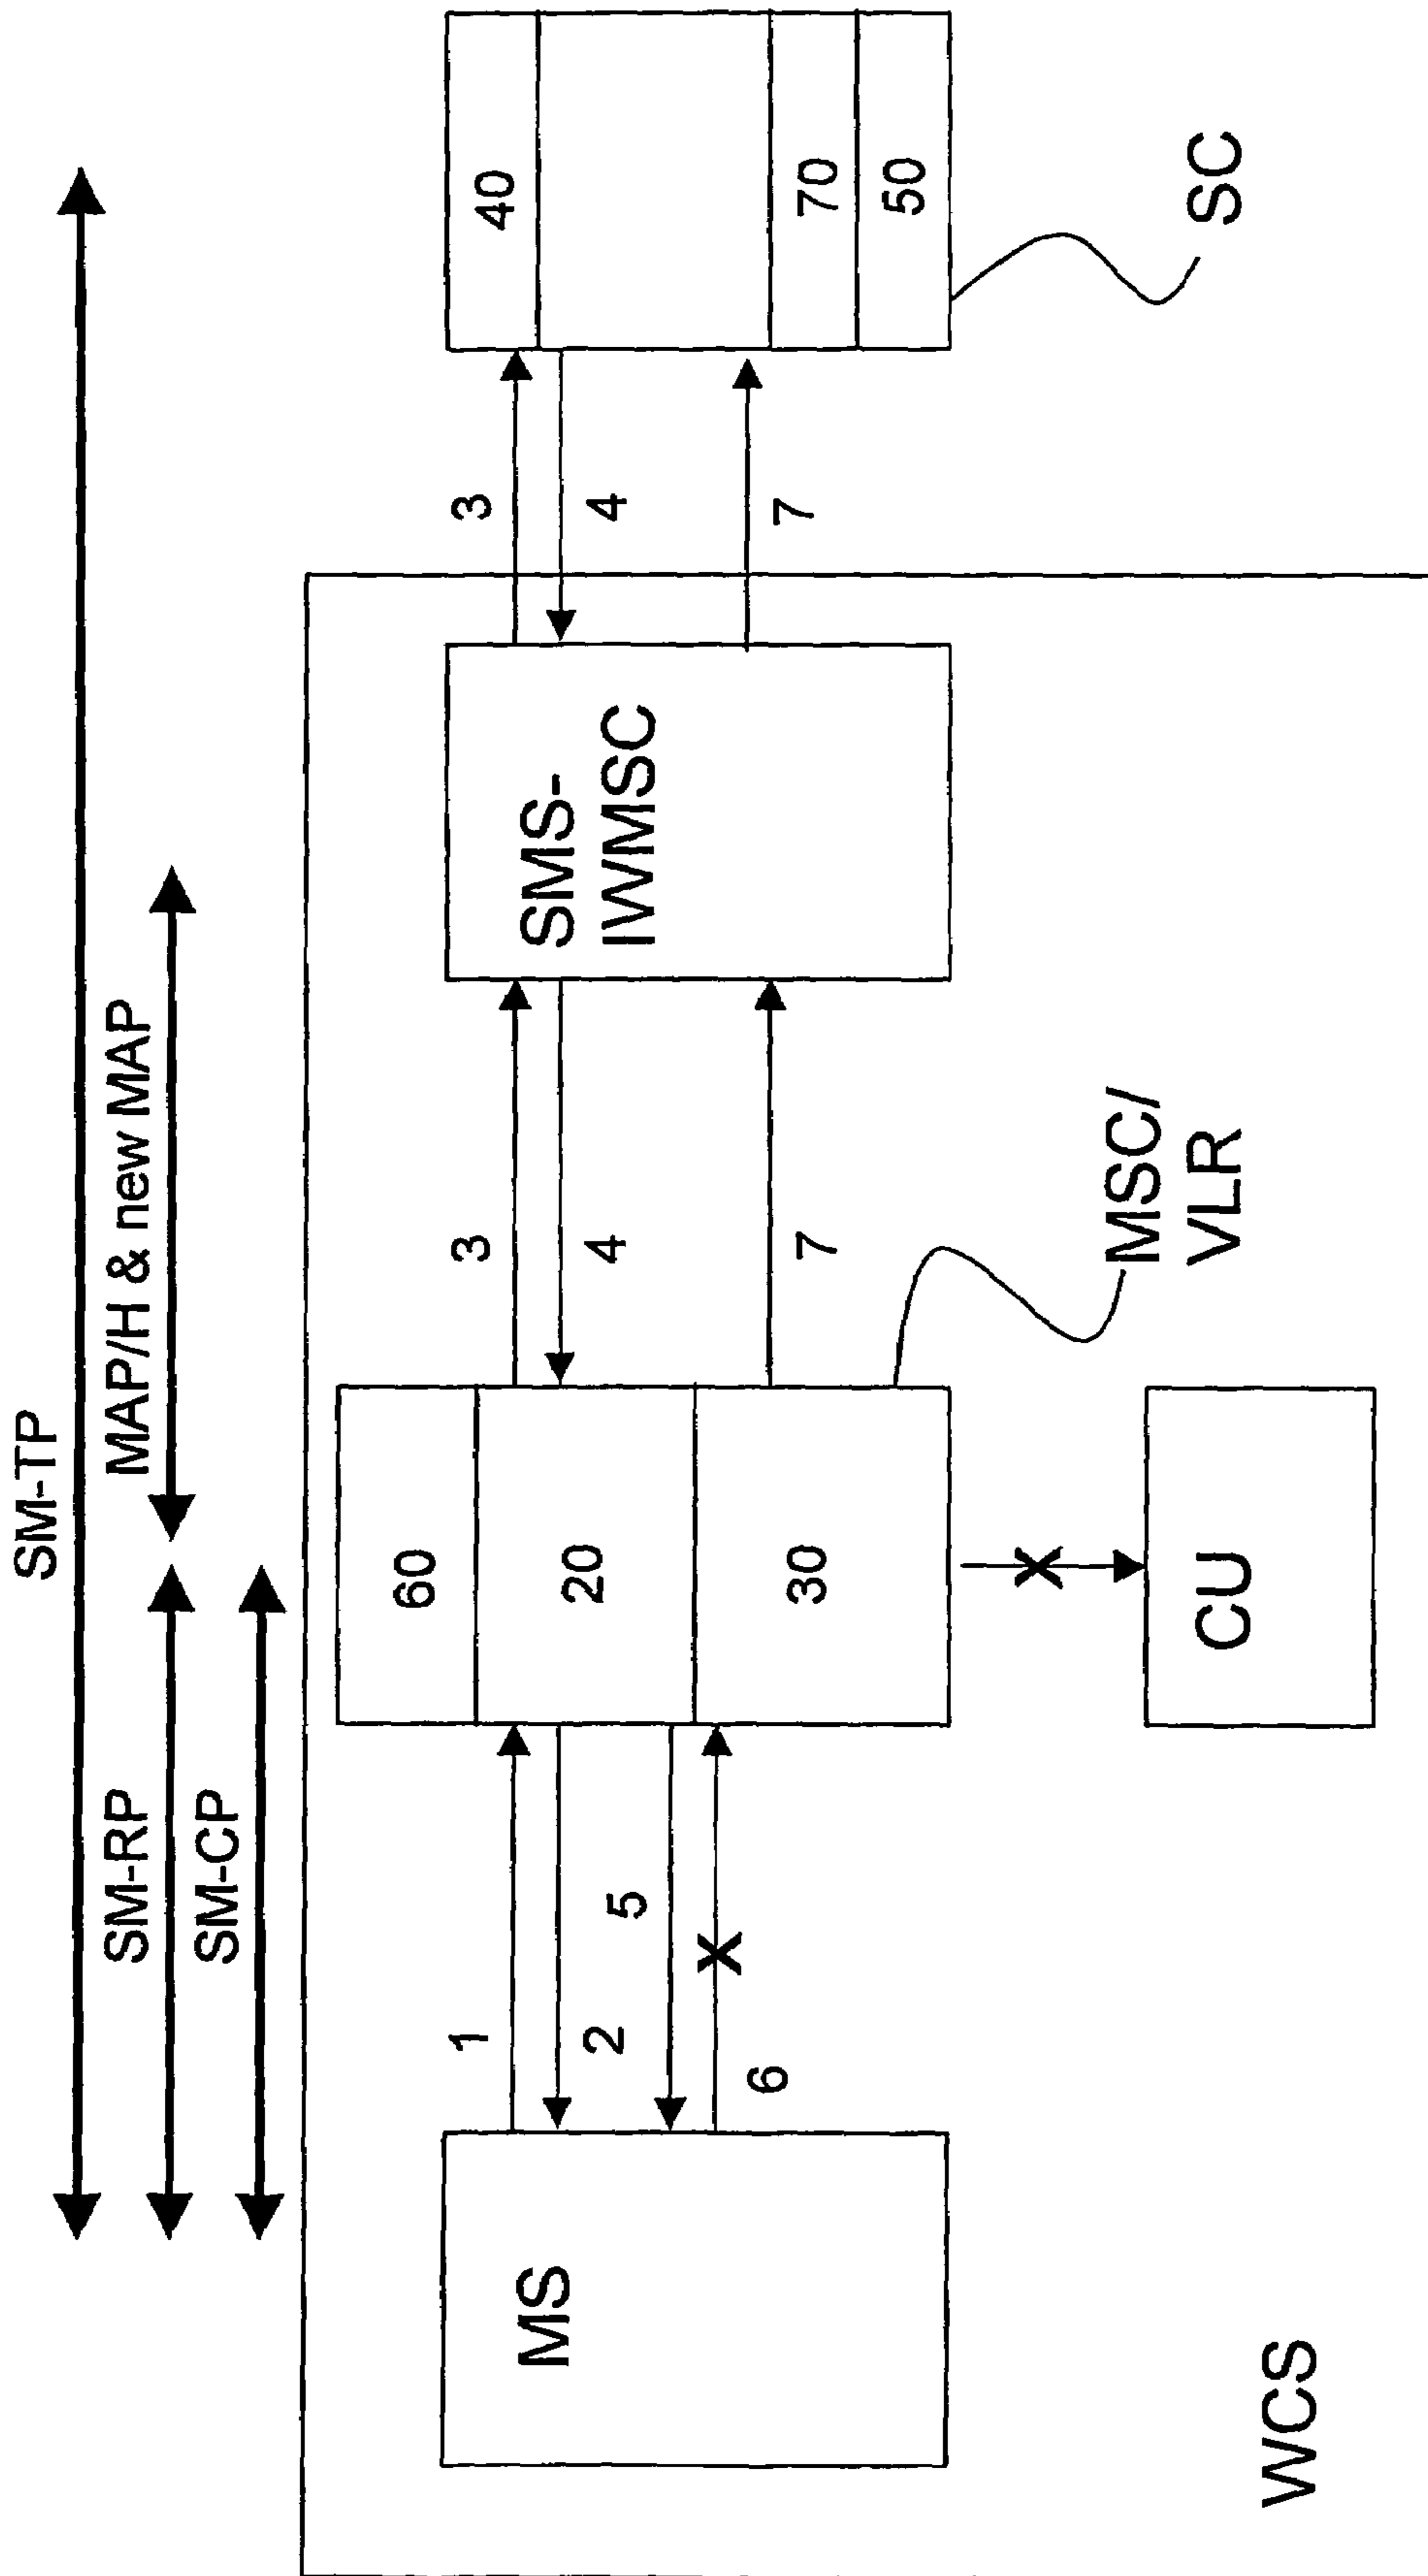 SM-TP
SM-RP
MAP/H & new MAP
SM-CP
MS
1
2
5
X
6
60
20
30
3
4
7
SMS-
IWMSC
3
4
7
40
70
50
SC
MSC/
VLR
X
CU
WCS